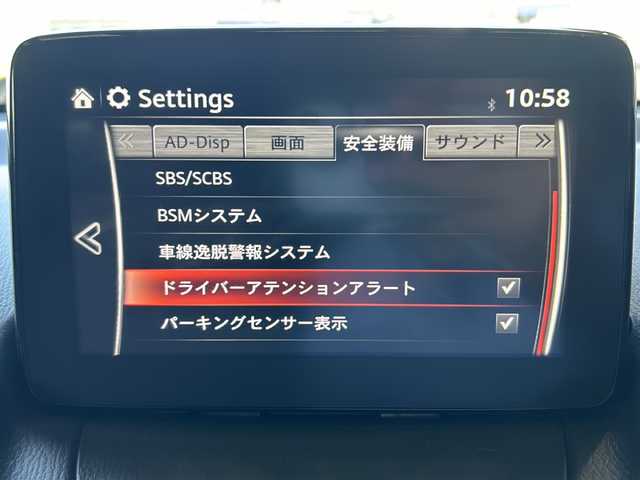 Settings 10:58
AD-Disp 画面 安全装備 サウンド
SBS/SCBS
BSMシステム
車線逸脱警報システム
ドライバーアテンションアラート
パーキングセンサー表示